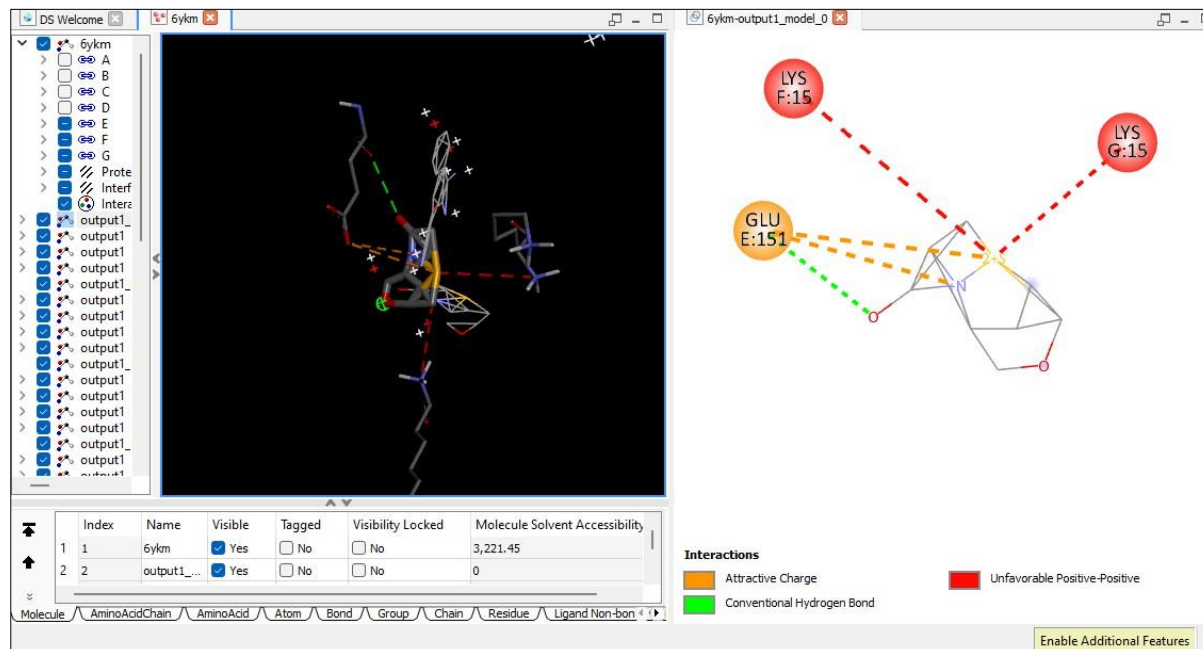 DS Welcome
6ykm
6ykm
A
B
C
D
E
F
G
Prote
Interf
Intera
output1_
output1
output1
output1
output1_
output1
output1
output1
output1
output1_
output1
output1
output1
output1
output1_
output1
output1
Index Name Visible Tagged Visibility Locked Molecule Solvent Accessibility
1 1 6ykm Yes No No 3,221.45
2 2 output1_... Yes No No 0
Molecule AminoAcidChain AminoAcid Atom Bond Group Chain Residue Ligand Non-bon
6ykm-output1_model_0
LYS
F:15
LYS
G:15
GLU
E:151
N
O
O
Interactions
Attractive Charge
Unfavorable Positive-Positive
Conventional Hydrogen Bond
Enable Additional Features